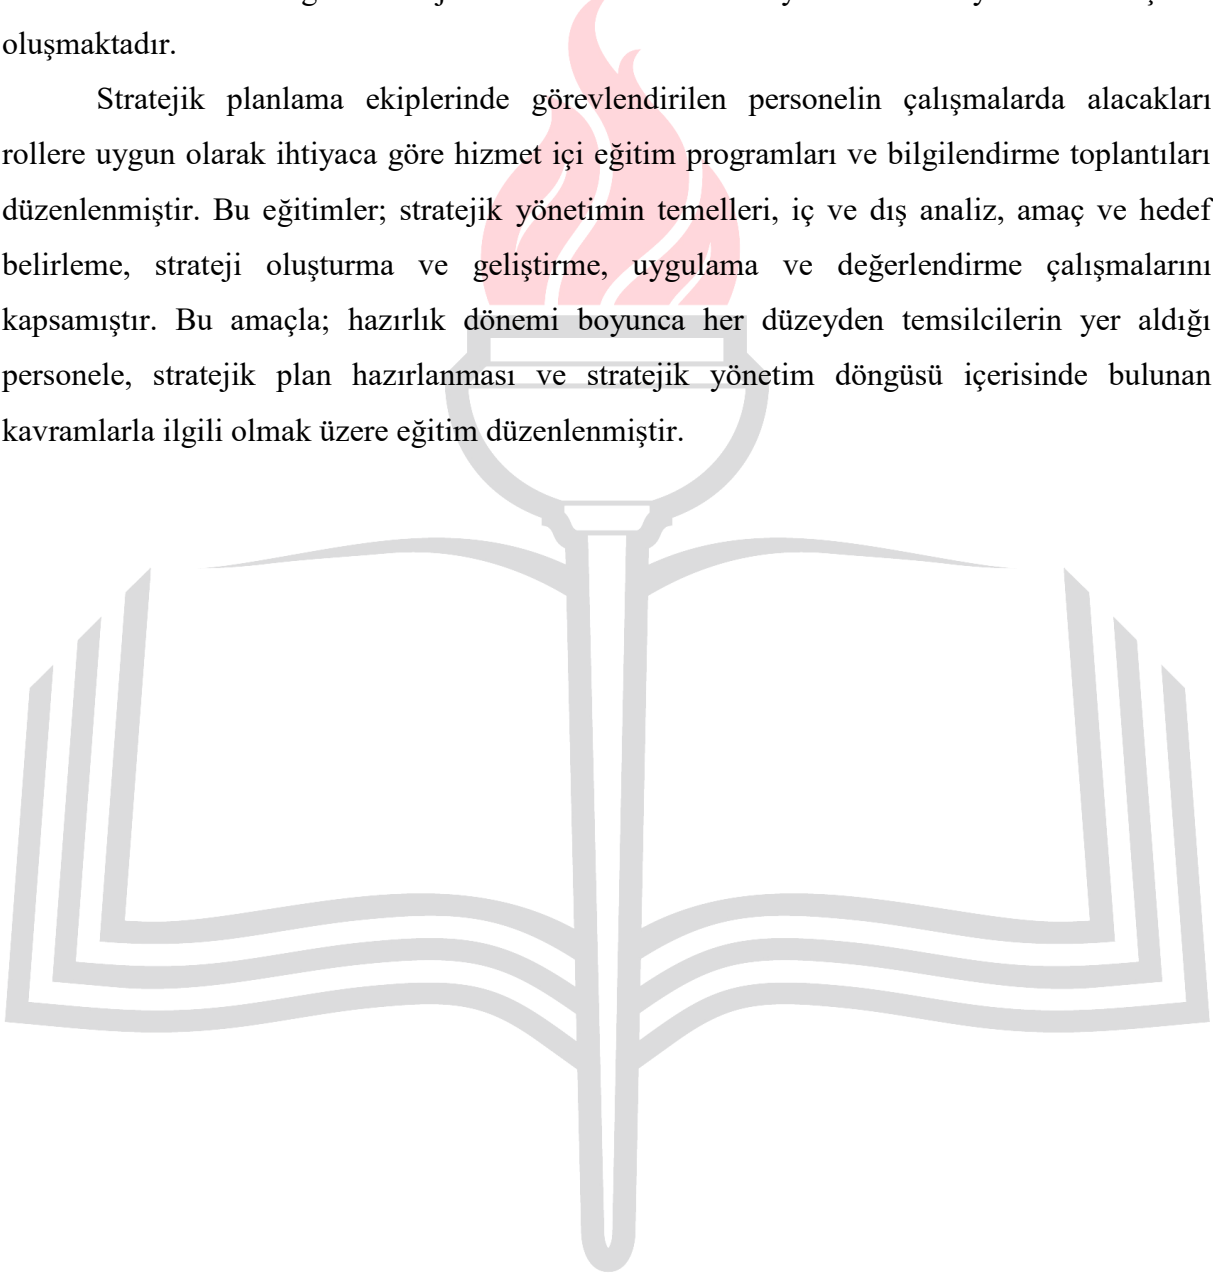 oluşmaktadır.
Stratejik planlama ekiplerinde görevlendirilen personelin çalışmalarda alacakları
rollere uygun olarak ihtiyaca göre hizmet içi eğitim programları ve bilgilendirme toplantıları
düzenlenmiştir. Bu eğitimler; stratejik yönetimin temelleri, iç ve dış analiz, amaç ve hedef
belirleme, strateji oluşturma ve geliştirme, uygulama ve değerlendirme çalışmalarını
kapsamıştır. Bu amaçla; hazırlık dönemi boyunca her düzeyden temsilcilerin yer aldığı
personele, stratejik plan hazırlanması ve stratejik yönetim döngüsü içerisinde bulunan
kavramlarla ilgili olmak üzere eğitim düzenlenmiştir.